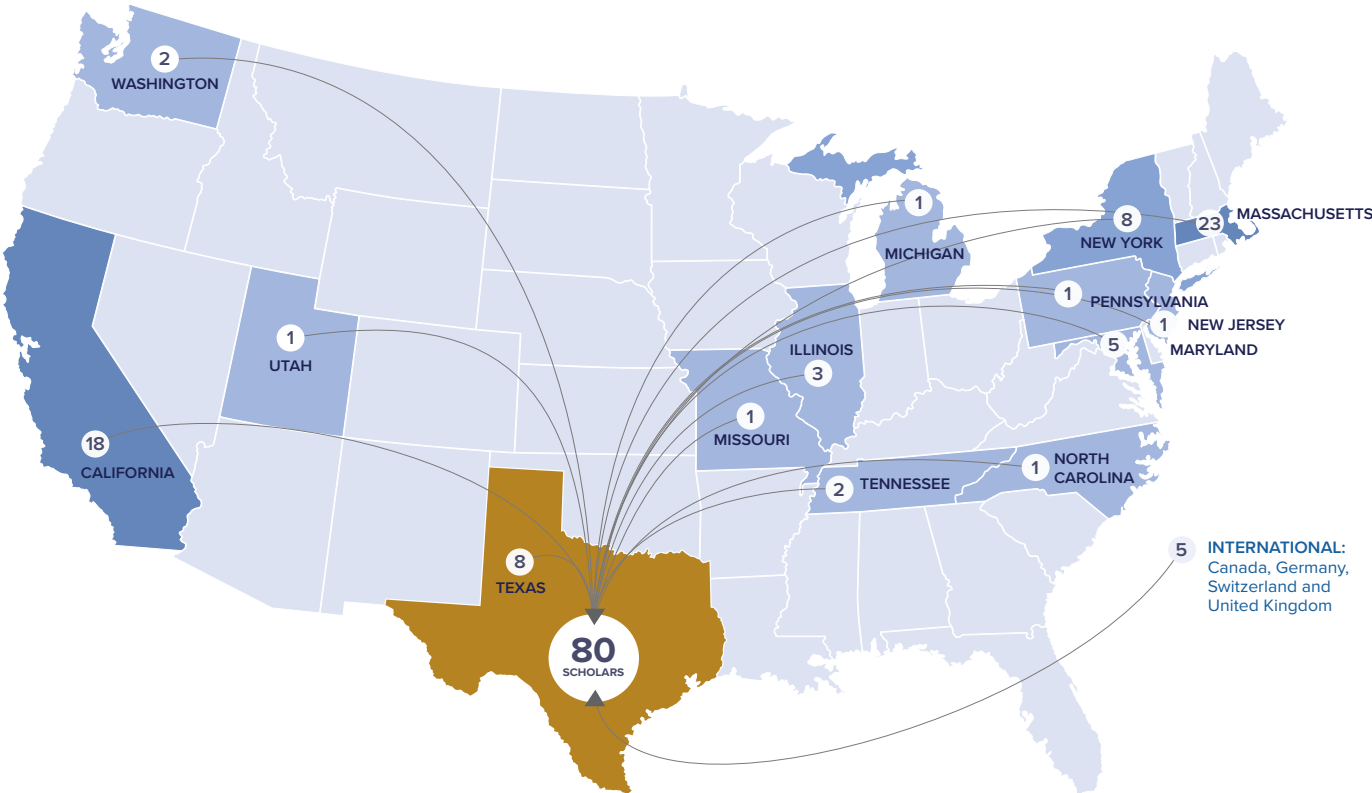 2
WASHINGTON
1
MICHIGAN
8
NEW YORK
23
MASSACHUSETTS
1
PENNSYLVANIA
1
NEW JERSEY
5
MARYLAND
1
UTAH
ILLINOIS
3
1
MISSOURI
18
CALIFORNIA
1
NORTH
CAROLINA
2
TENNESSEE
8
TEXAS
80
SCHOLARS
5
INTERNATIONAL:
Canada, Germany,
Switzerland and
United Kingdom